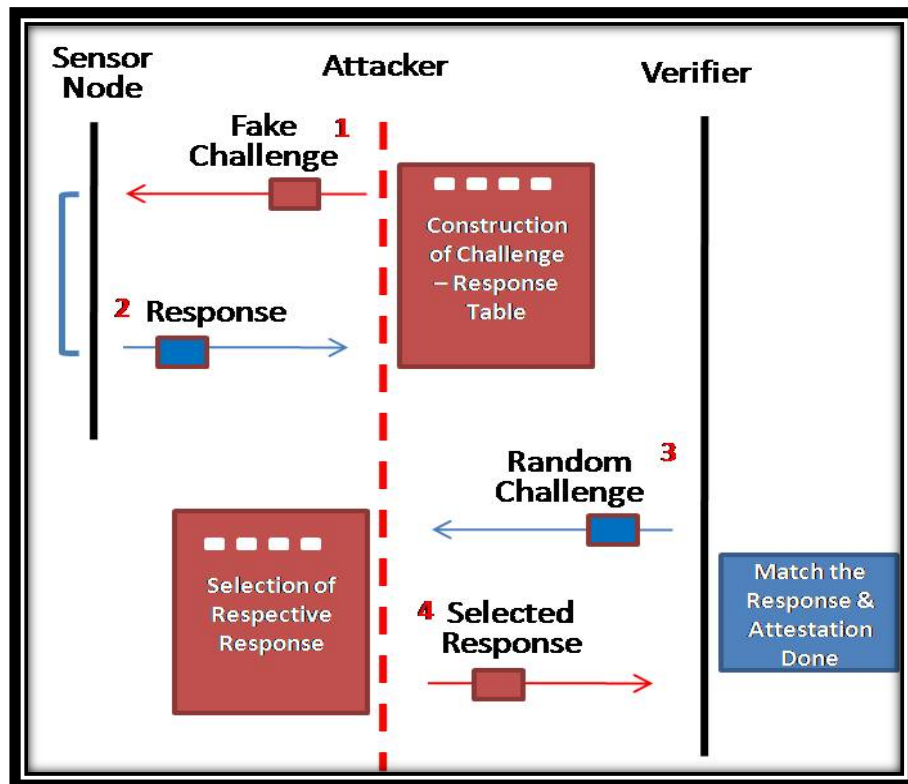 Sensor
Node
Attacker
Verifier
Fake 1
Challenge
Construction
of Challenge
– Response
Table
2 Response
Random 3
Challenge
Selection of
Respective
Response
4 Selected
Response
Match the
Response &
Attestation
Done